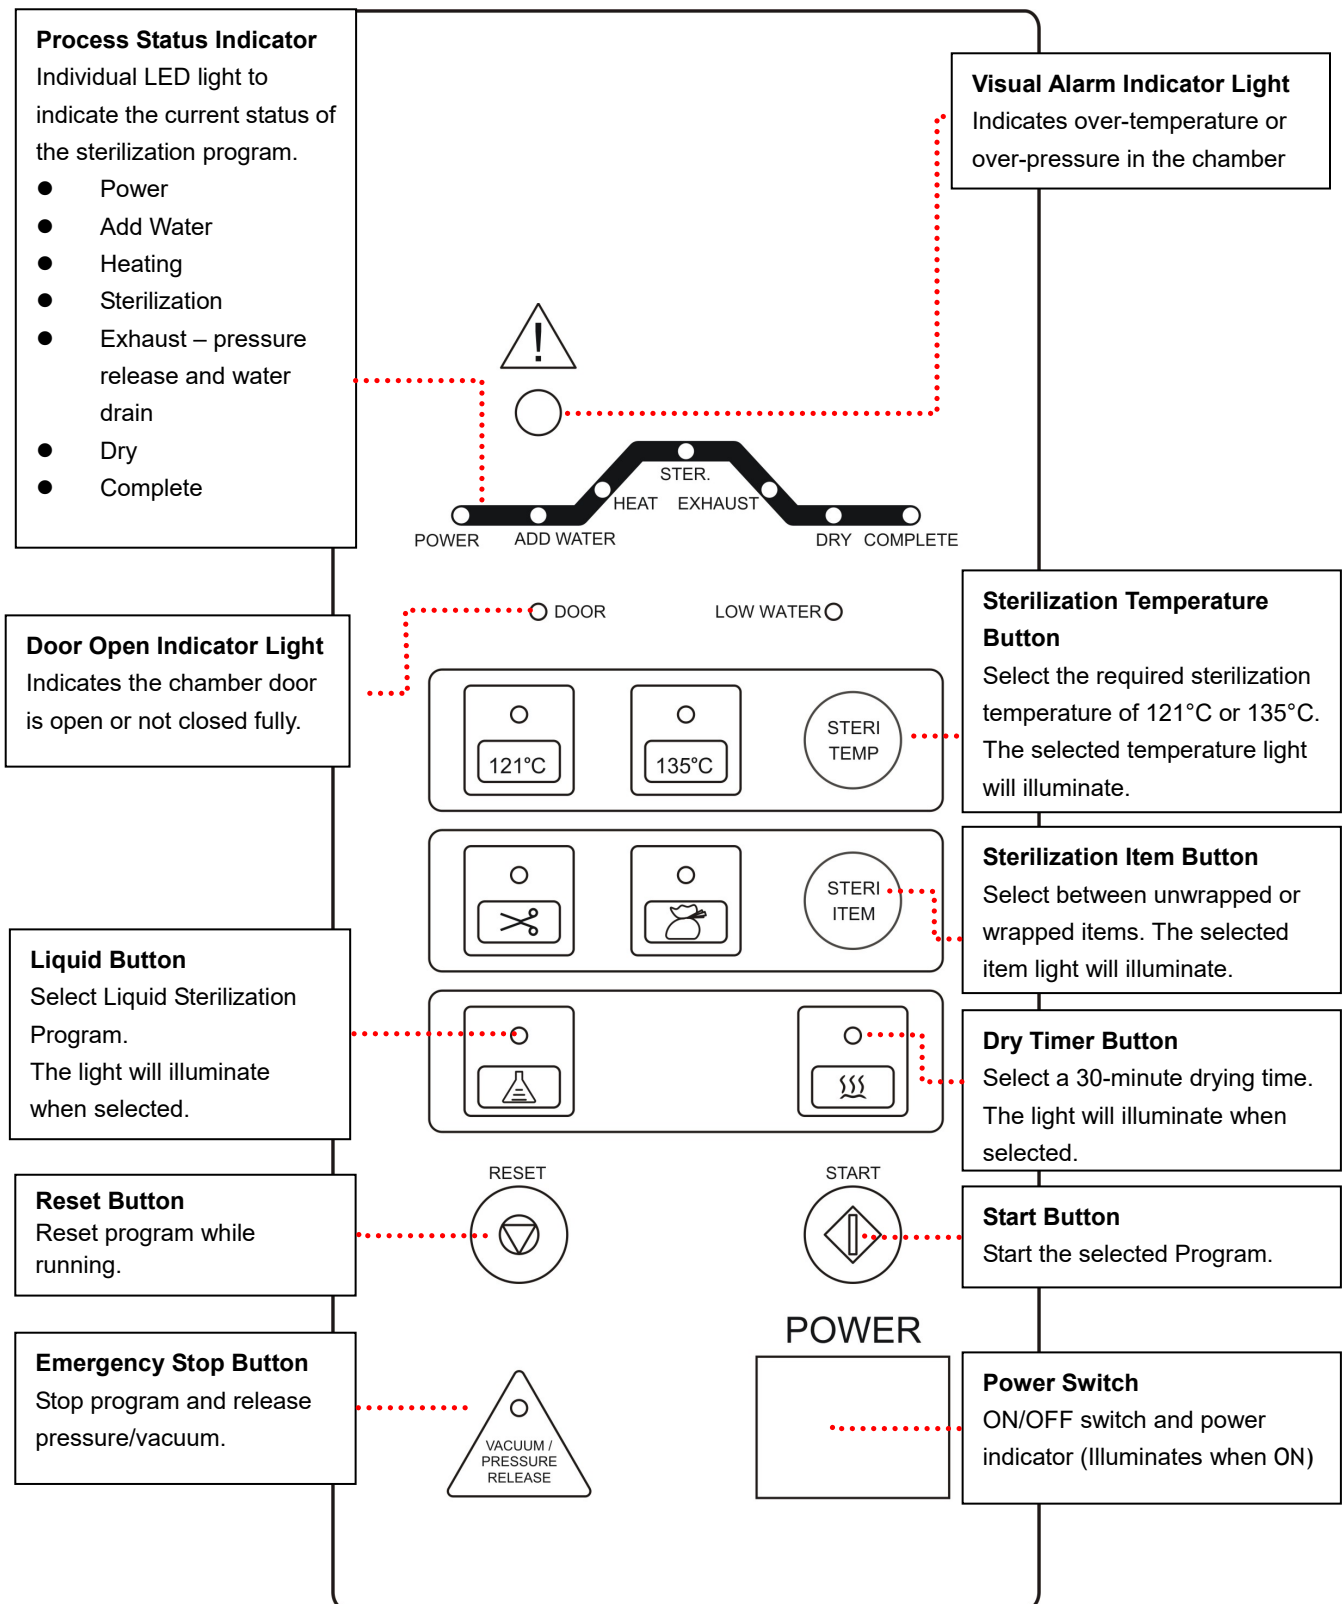 Process Status Indicator
Individual LED light to
indicate the current status of
the sterilization program.
● Power
● Add Water
● Heating
● Sterilization
● Exhaust – pressure
release and water
drain
● Dry
● Complete
Visual Alarm Indicator Light
Indicates over-temperature or
over-pressure in the chamber
!
STER.
HEAT EXHAUST
POWER ADD WATER DRY COMPLETE
DOOR LOW WATER
Door Open Indicator Light
Indicates the chamber door
is open or not closed fully.
121°C 135°C
STERI
TEMP
Sterilization Temperature
Button
Select the required sterilization
temperature of 121°C or 135°C.
The selected temperature light
will illuminate.
STERI
ITEM
Sterilization Item Button
Select between unwrapped or
wrapped items. The selected
item light will illuminate.
Liquid Button
Select Liquid Sterilization
Program.
The light will illuminate
when selected.
Dry Timer Button
Select a 30-minute drying time.
The light will illuminate when
selected.
RESET START
Reset Button
Reset program while
running.
Start Button
Start the selected Program.
POWER
Emergency Stop Button
Stop program and release
pressure/vacuum.
VACUUM /
PRESSURE
RELEASE
Power Switch
ON/OFF switch and power
indicator (Illuminates when ON)